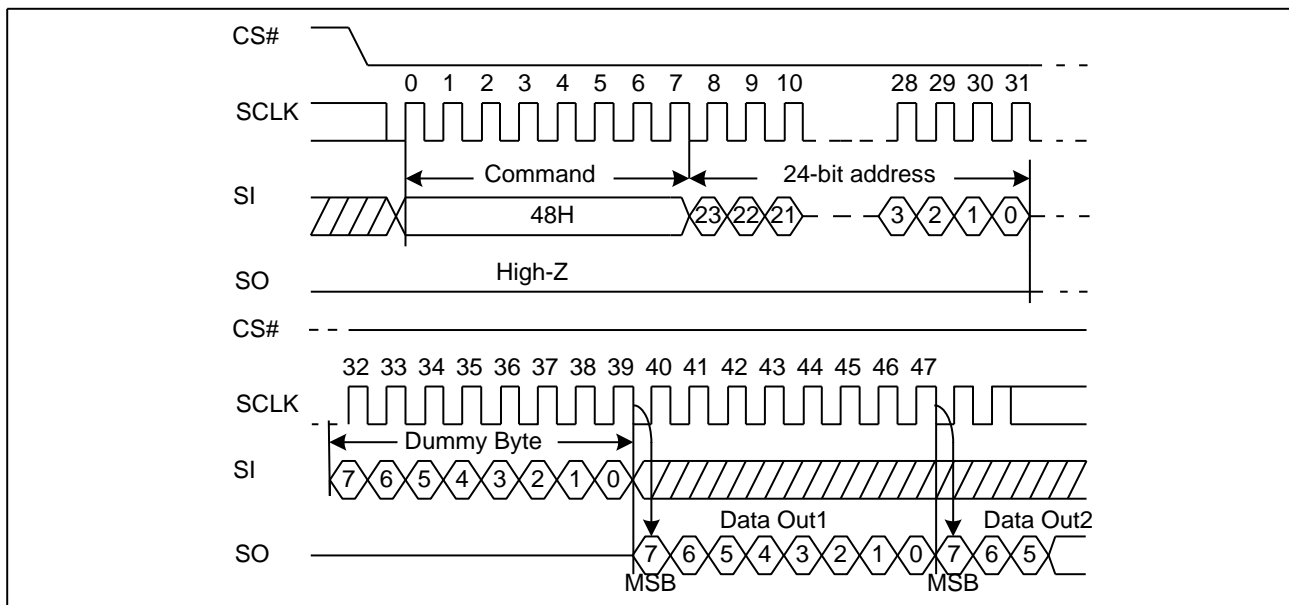 CS#
0 1 2 3 4 5 6 7 8 9 10 28 29 30 31
SCLK
Command 24-bit address
SI
48H 23 22 21 3 2 1 0
High-Z
SO
CS#
32 33 34 35 36 37 38 39 40 41 42 43 44 45 46 47
SCLK
Dummy Byte
SI
7 6 5 4 3 2 1 0
Data Out1 Data Out2
SO
7 6 5 4 3 2 1 0 7 6 5
MSB MSB